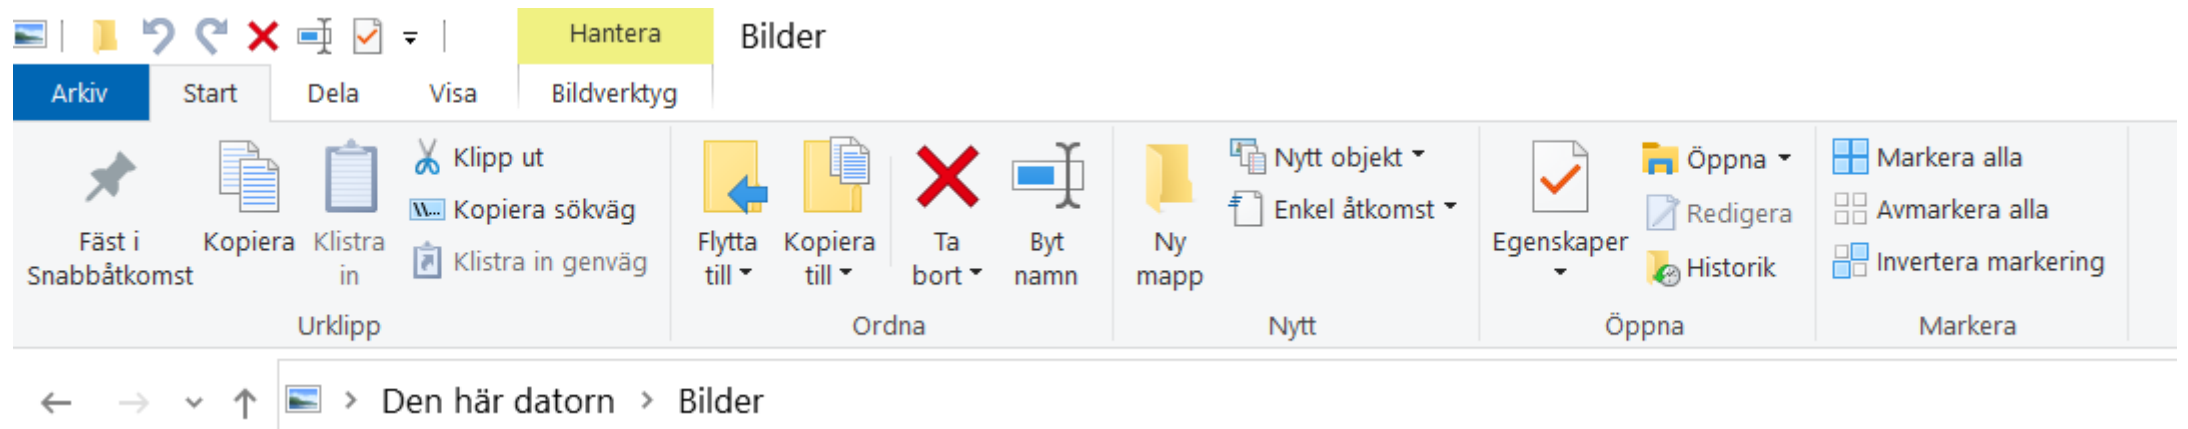 Hantera
Bilder
Arkiv
Start
Dela
Visa
Bildverktyg
Fäst i
Snabbåtkomst
Kopiera
Klistra
in
Klipp ut
Kopiera sökväg
Klistra in genväg
Urklipp
Flytta
till
Kopiera
till
Ta
bort
Byt
namn
Ordna
Ny
mapp
Nytt objekt
Enkel åtkomst
Nytt
Egenskaper
Öppna
Redigera
Historik
Öppna
Markera alla
Avmarkera alla
Invertera markering
Markera
Den här datorn > Bilder